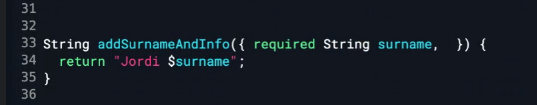 31
32
33 String addSurnameAndInfo({ required String surname,  }) {
34   return "Jordi $surname";
35 }
36